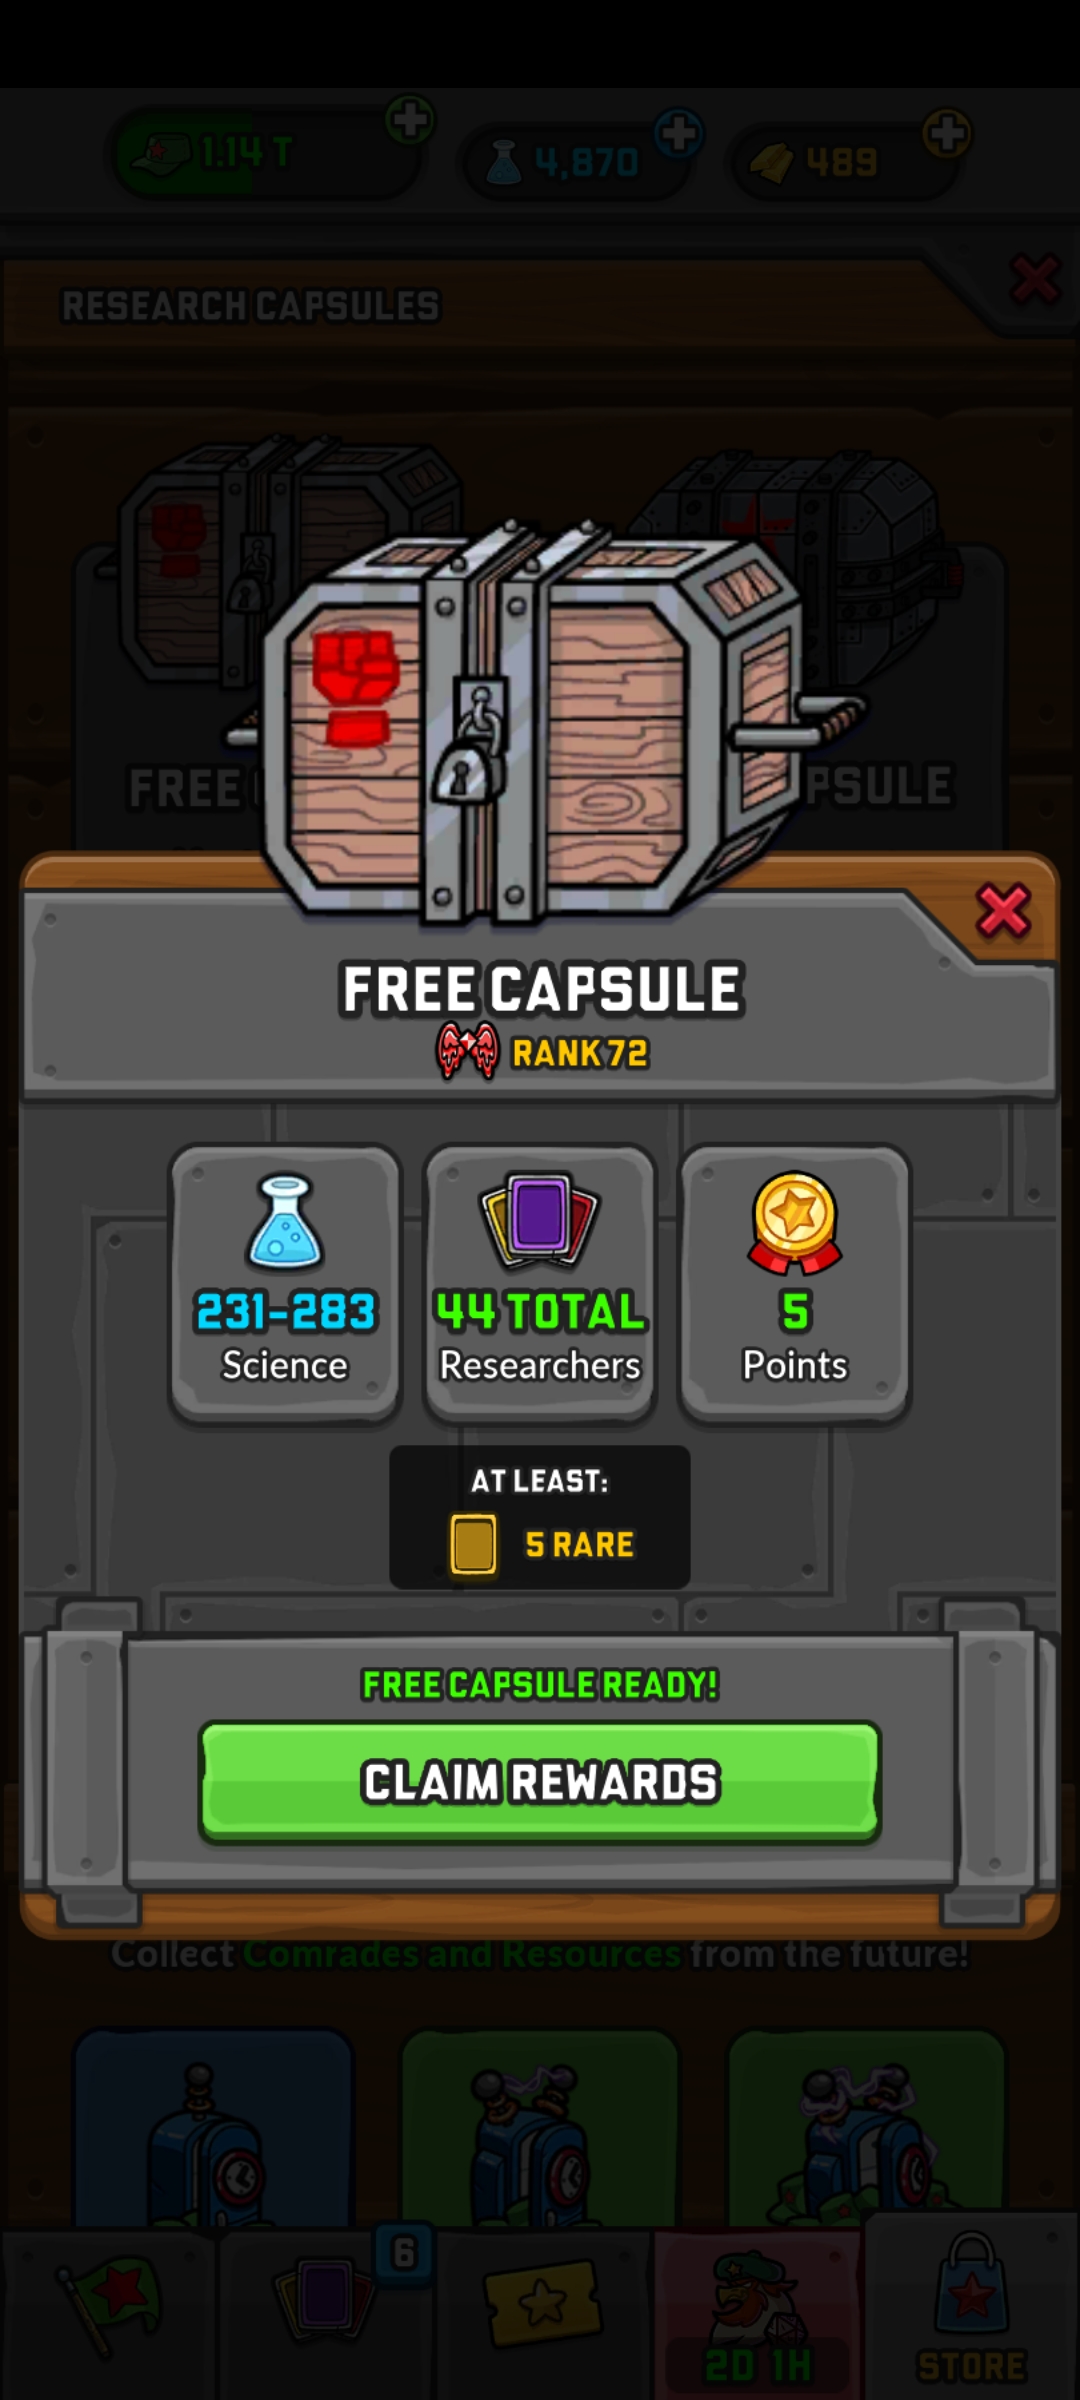 1.14 T
4,870
489
RESEARCH CAPSULES
FREE
PSULE
FREE CAPSULE
RANK 72
231-283
Science
44 TOTAL
Researchers
5
Points
AT LEAST:
5 RARE
FREE CAPSULE READY!
CLAIM REWARDS
Collect Comrades and Resources from the future!
6
2D 1H
STORE